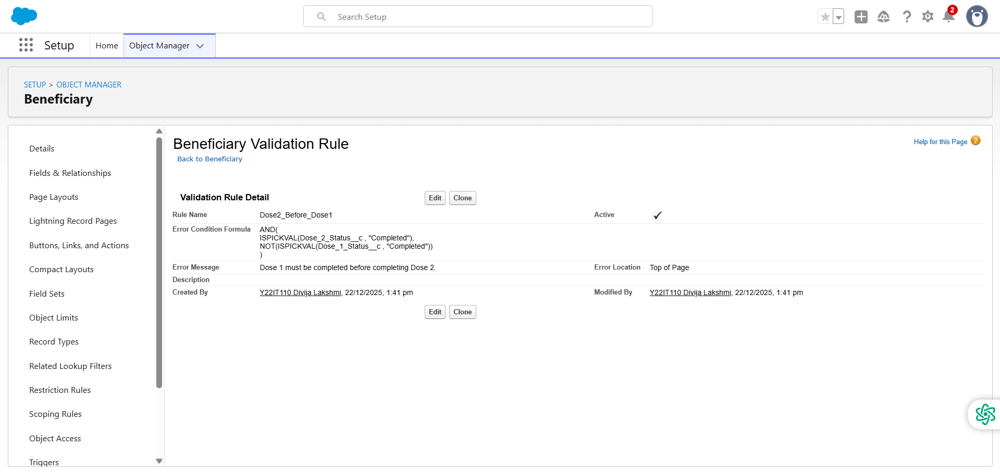 Search Setup
2
Setup
Home
Object Manager
SETUP > OBJECT MANAGER
Beneficiary
Details
Fields & Relationships
Page Layouts
Lightning Record Pages
Buttons, Links, and Actions
Compact Layouts
Field Sets
Object Limits
Record Types
Related Lookup Filters
Restriction Rules
Scoping Rules
Object Access
Triggers
Beneficiary Validation Rule
Help for this Page ?
Back to Beneficiary
Validation Rule Detail
Edit Clone
Rule Name Dose2_Before_Dose1 Active
Error Condition Formula AND(
ISPICKVAL(Dose_2_Status__c , "Completed"),
NOT(ISPICKVAL(Dose_1_Status__c , "Completed"))
)
Error Message Dose 1 must be completed before completing Dose 2. Error Location Top of Page
Description
Created By Y22IT110 Divija Lakshmi, 22/12/2025, 1:41 pm Modified By Y22IT110 Divija Lakshmi, 22/12/2025, 1:41 pm
Edit Clone